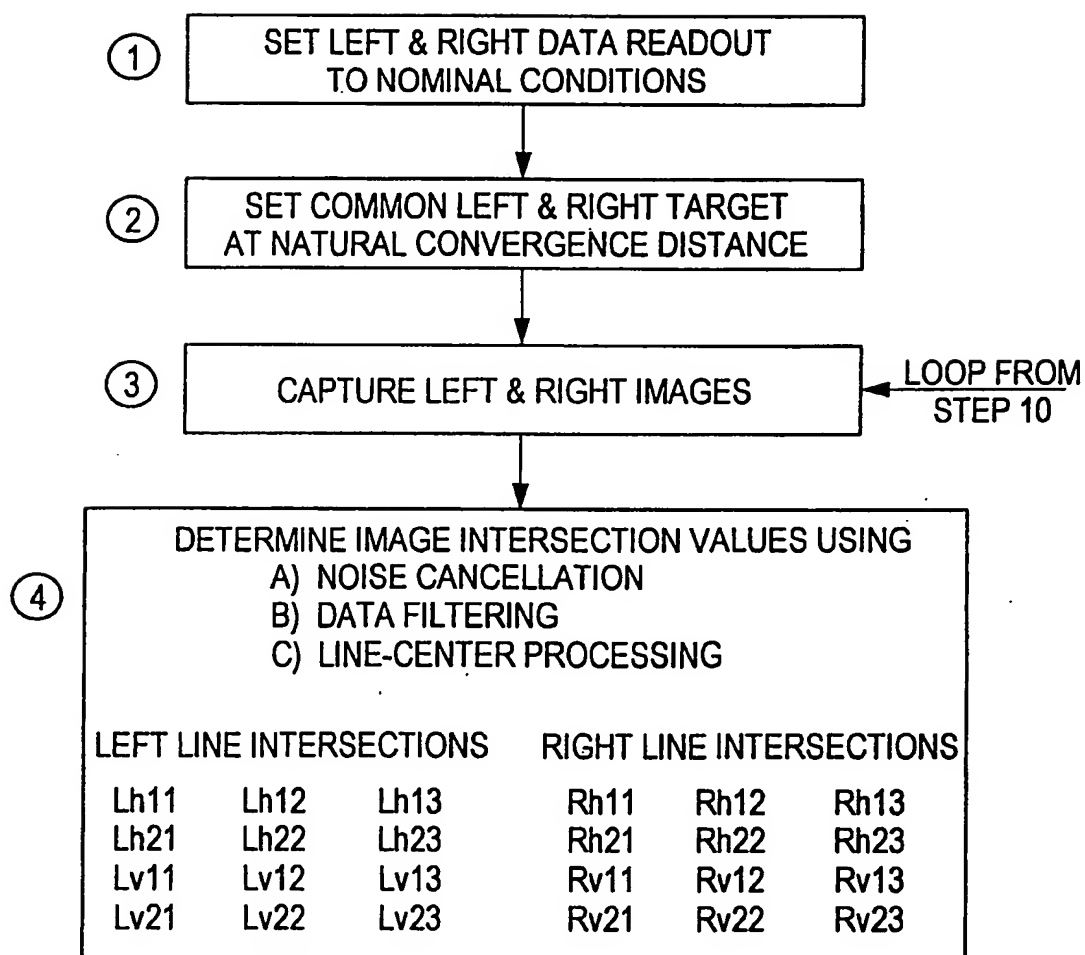 1
SET LEFT & RIGHT DATA READOUT
TO NOMINAL CONDITIONS
2
SET COMMON LEFT & RIGHT TARGET
AT NATURAL CONVERGENCE DISTANCE
3
CAPTURE LEFT & RIGHT IMAGES
LOOP FROM
STEP 10
4
DETERMINE IMAGE INTERSECTION VALUES USING
A) NOISE CANCELLATION
B) DATA FILTERING
C) LINE-CENTER PROCESSING
LEFT LINE INTERSECTIONS RIGHT LINE INTERSECTIONS
Lh11 Lh12 Lh13 Rh11 Rh12 Rh13
Lh21 Lh22 Lh23 Rh21 Rh22 Rh23
Lv11 Lv12 Lv13 Rv11 Rv12 Rv13
Lv21 Lv22 Lv23 Rv21 Rv22 Rv23